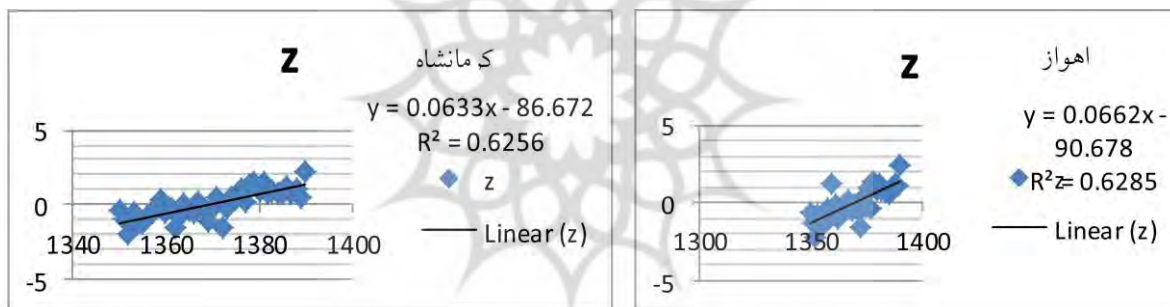 z
کرمانشاه
y = 0.0633x - 86.672
R² = 0.6256
5
0
-5
1340
1360
1380
1400
z
Linear (z)
z
اهواز
y = 0.0662x -
90.678
R² = 0.6285
5
0
-5
1300
1350
1400
z
Linear (z)